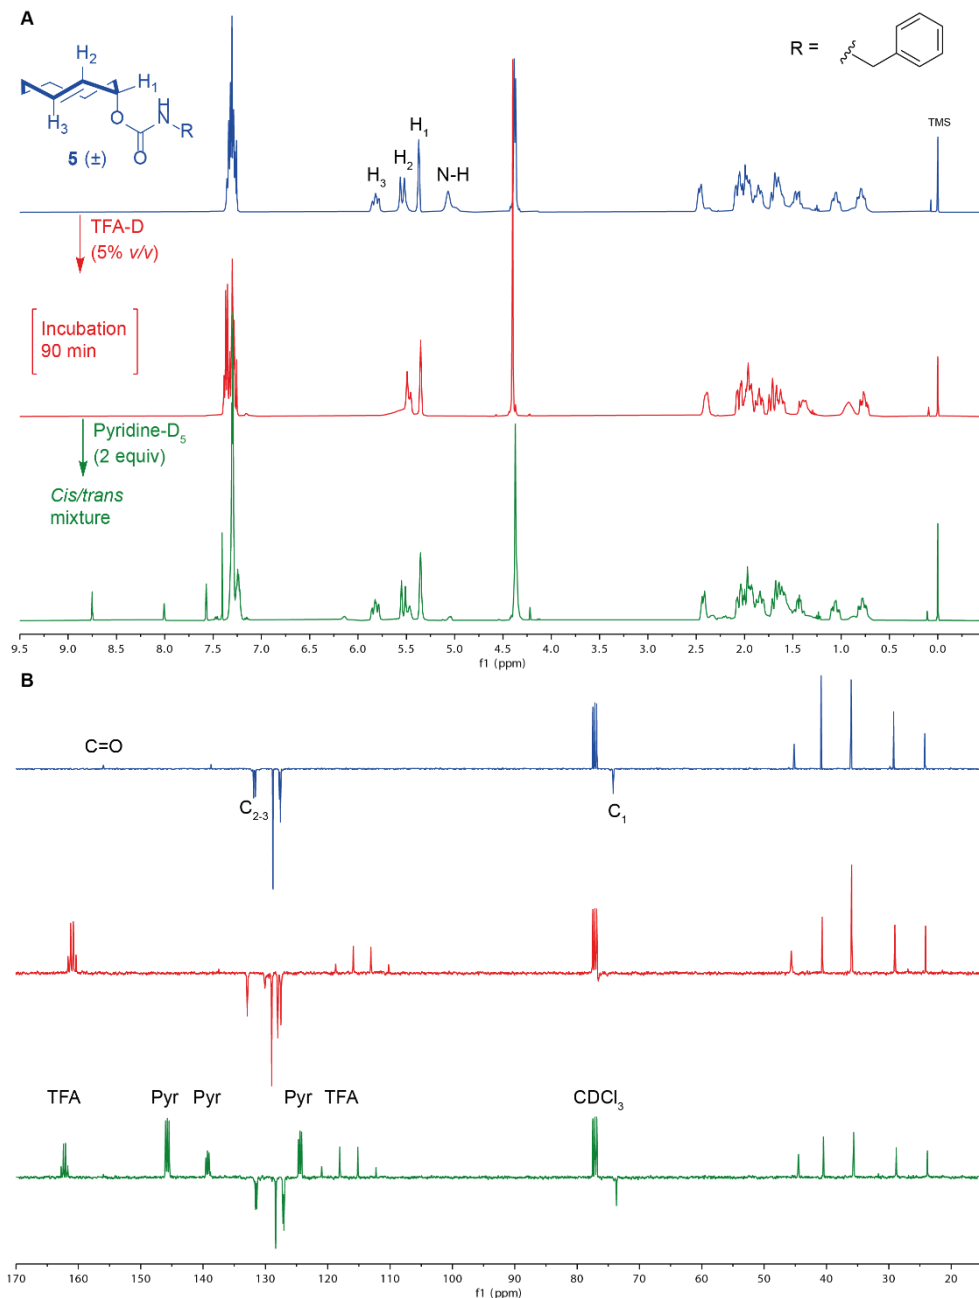 A
H2
H1
H3
O
H
N
R
O
5 (±)
R =
H3
H2
H1
N-H
TMS
TFA-D
(5% v/v)
Incubation
90 min
Pyridine-D5
(2 equiv)
Cis/trans
mixture
9.5 9.0 8.5 8.0 7.5 7.0 6.5 6.0 5.5 5.0 4.5 4.0 3.5 3.0 2.5 2.0 1.5 1.0 0.5 0.0
f1 (ppm)
B
C=O
C2-3
C1
TFA Pyr Pyr Pyr TFA CDCl3
170 160 150 140 130 120 110 100 90 80 70 60 50 40 30 20
f1 (ppm)